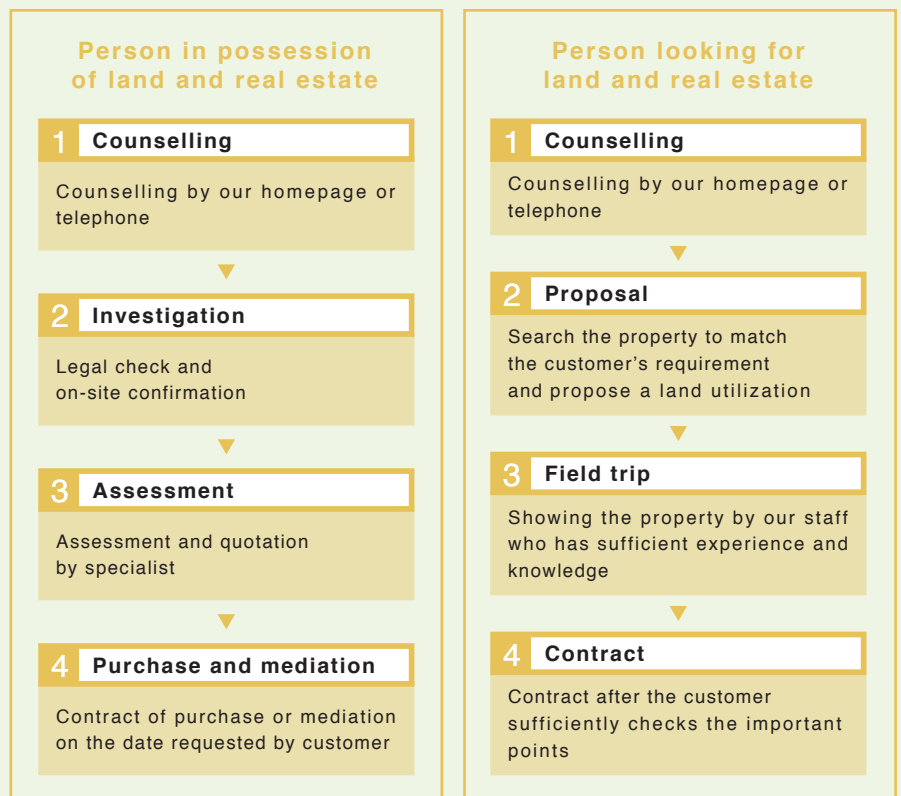 Person in possession
of land and real estate
1 Counselling
Counselling by our homepage or
telephone
▼
2 Investigation
Legal check and
on-site confirmation
▼
3 Assessment
Assessment and quotation
by specialist
▼
4 Purchase and mediation
Contract of purchase or mediation
on the date requested by customer
Person looking for
land and real estate
1 Counselling
Counselling by our homepage or
telephone
▼
2 Proposal
Search the property to match
the customer's requirement
and propose a land utilization
▼
3 Field trip
Showing the property by our staff
who has sufficient experience and
knowledge
▼
4 Contract
Contract after the customer
sufficiently checks the important
points